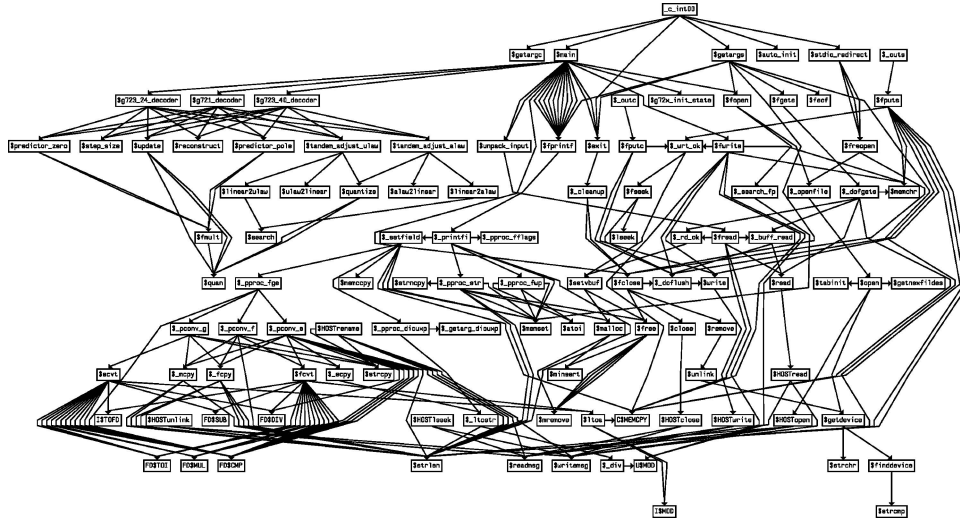 _c_int00
$getargc
$main
$getargs
$auto_init
$stdio_redirect
$_outs
$g723_24_decoder
$g721_decoder
$g723_40_decoder
$_outc
$g72x_init_state
$fopen
$fgets
$feof
$fputs
$predictor_zero
$step_size
$update
$reconstruct
$predictor_pole
$tandem_adjust_ulaw
$tandem_adjust_alaw
$unpack_input
$fprintf
$exit
$fputc
$_wrt_ok
$fwrite
$freopen
$linear2ulaw
$ulaw2linear
$quantize
$alaw2linear
$linear2alaw
$_cleanup
$fseek
$_search_fp
$_openfile
$_dofgets
$memchr
$fmult
$search
$_setfield
$_printfi
$_pproc_fflags
$lseek
$_rd_ok
$fread
$_buff_read
$quan
$_pproc_fge
$memccpy
$strncpy
$_pproc_str
$_pproc_fwp
$setvbuf
$fclose
$_doflush
$write
$read
$tabinit
$open
$getnexfildes
$_pconv_g
$_pconv_f
$_pconv_e
$HOSTrename
$_pproc_diouxp
$_getarg_diouxp
$memset
$atoi
$malloc
$free
$close
$remove
$ecvt
$_mcpy
$_fcpy
$fcvt
$_ecpy
$strcpy
$minsert
$unlink
$HOSTread
I$TOFD
$HOSTunlink
FD$SUB
FD$DIV
$HOSTlseek
$_ltostr
$mremove
$ltoa
C$MEMCPY
$HOSTclose
$HOSTwrite
$HOSTopen
$getdevice
FD$TOI
FD$MUL
FD$CMP
$strlen
$readmsg
$writemsg
$_div
U$MOD
$strchr
$finddevice
I$MOD
$strcmp